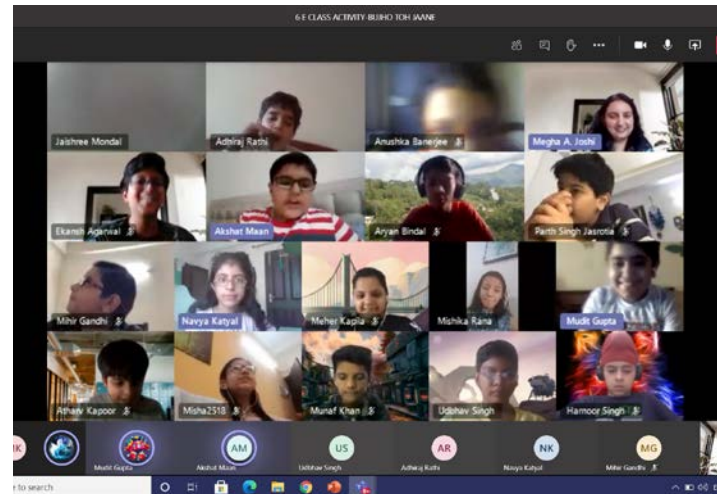 6 E CLASS ACTIVITY-BUJHO TOH JAANE
Jaishree Mondal
Adhiraj Rathi
Anushka Banerjee
Megha A. Joshi
Ekansh Agarwal
Akshat Maan
Aryan Bindal
Parth Singh Jasrotia
Mihir Gandhi
Navya Katyal
Meher Kapila
Mishika Rana
Mudit Gupta
Atharv Kapoor
Misha2518
Munaf Khan
Udbhav Singh
Harnoor Singh
AM US AR NK MG
Mudit Gupta Akshat Maan Udbhav Singh Adhiraj Rathi Navya Katyal Mihir Gandhi
to search